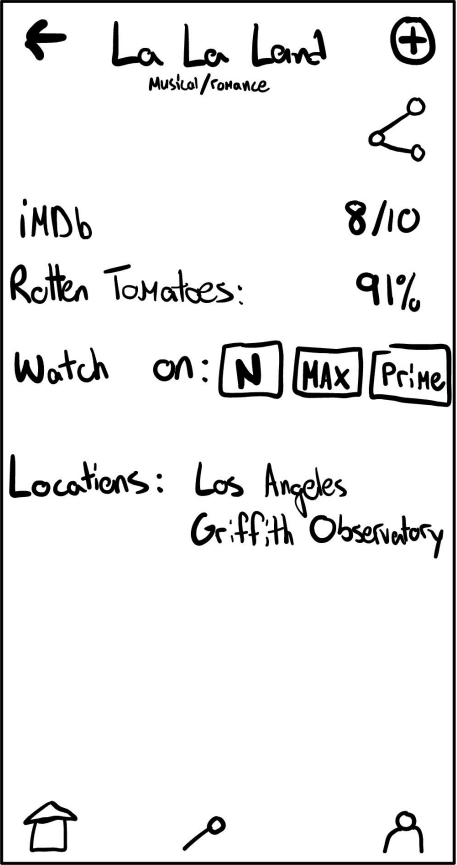 La La Land
Musical/romance
iMDb 8/10
Rotten Tomatoes: 91%
Watch on: N MAX Prime
Locations: Los Angeles
Griffith Observatory